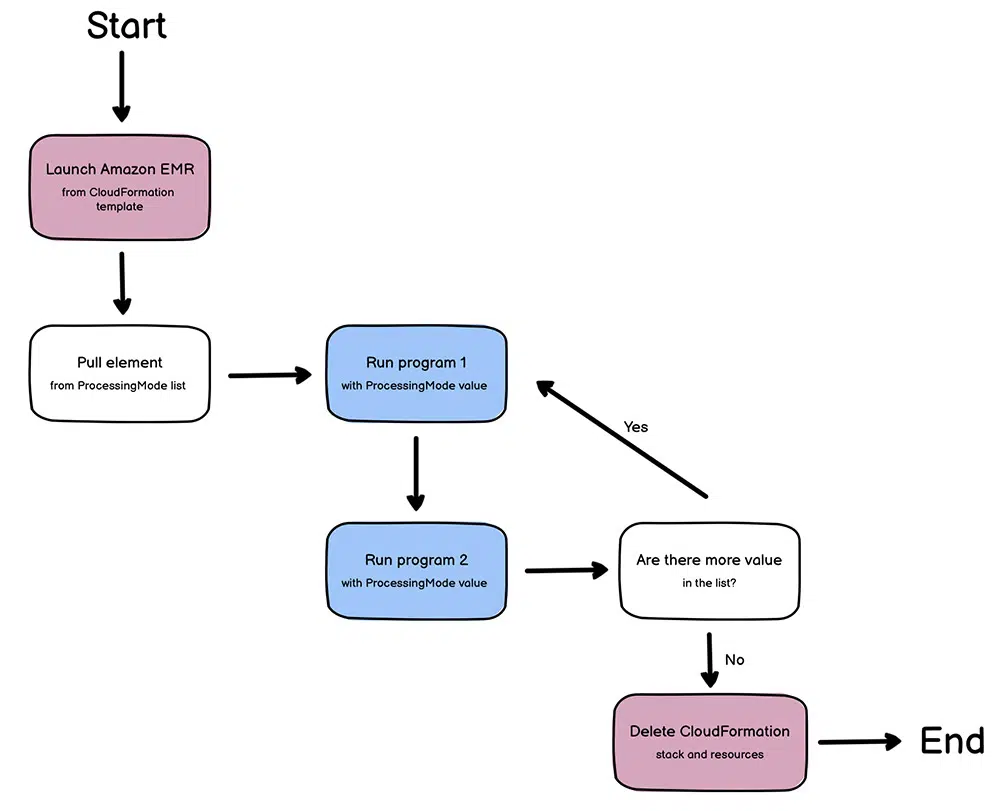 Start
Launch Amazon EMR
from CloudFormation
template
Pull element
from ProcessingMode list
Run program 1
with ProcessingMode value
Yes
Run program 2
with ProcessingMode value
Are there more value
in the list?
No
Delete CloudFormation
stack and resources
End